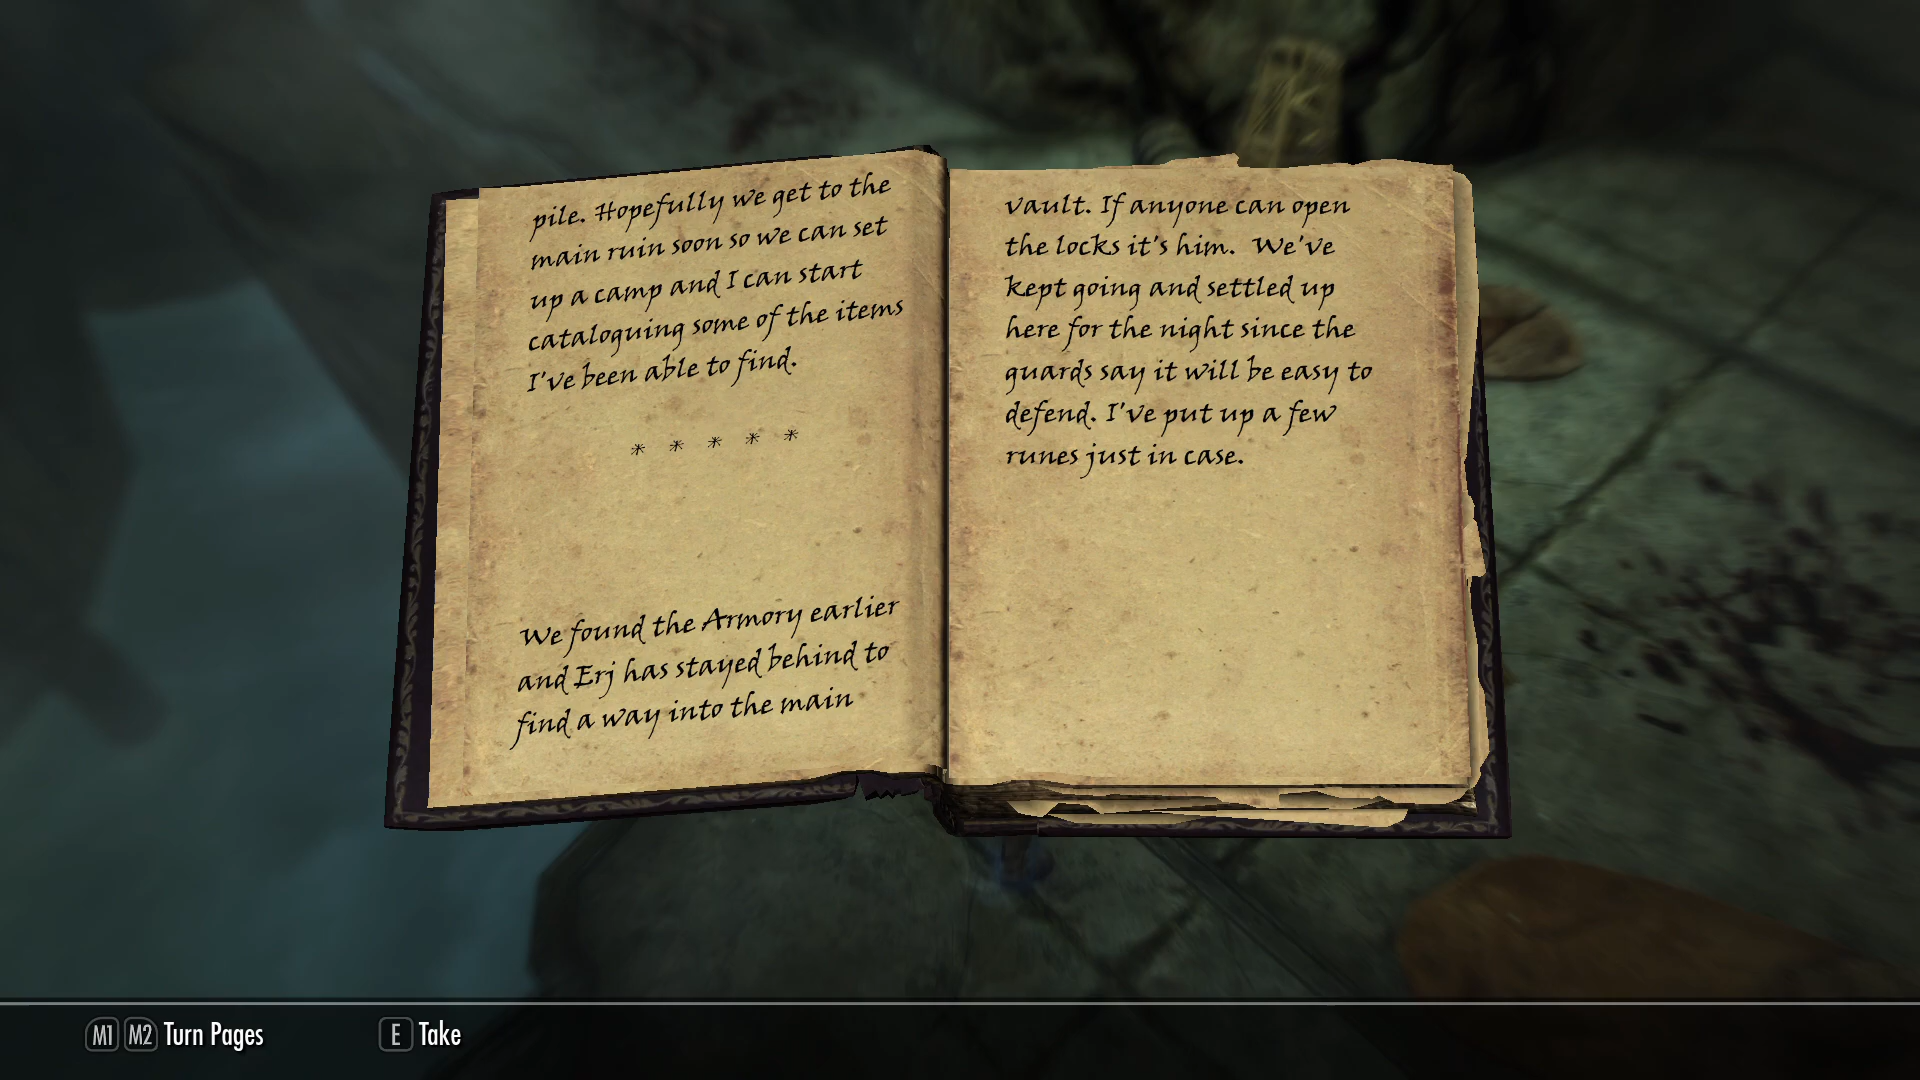 pile. Hopefully we get to the
main ruin soon so we can set
up a camp and I can start
cataloguing some of the items
I've been able to find.
* * * * *
We found the Armory earlier
and Erj has stayed behind to
find a way into the main
vault. If anyone can open
the locks it's him.  We've
kept going and settled up
here for the night since the
guards say it will be easy to
defend. I've put up a few
runes just in case.
M1 M2 Turn Pages
E Take